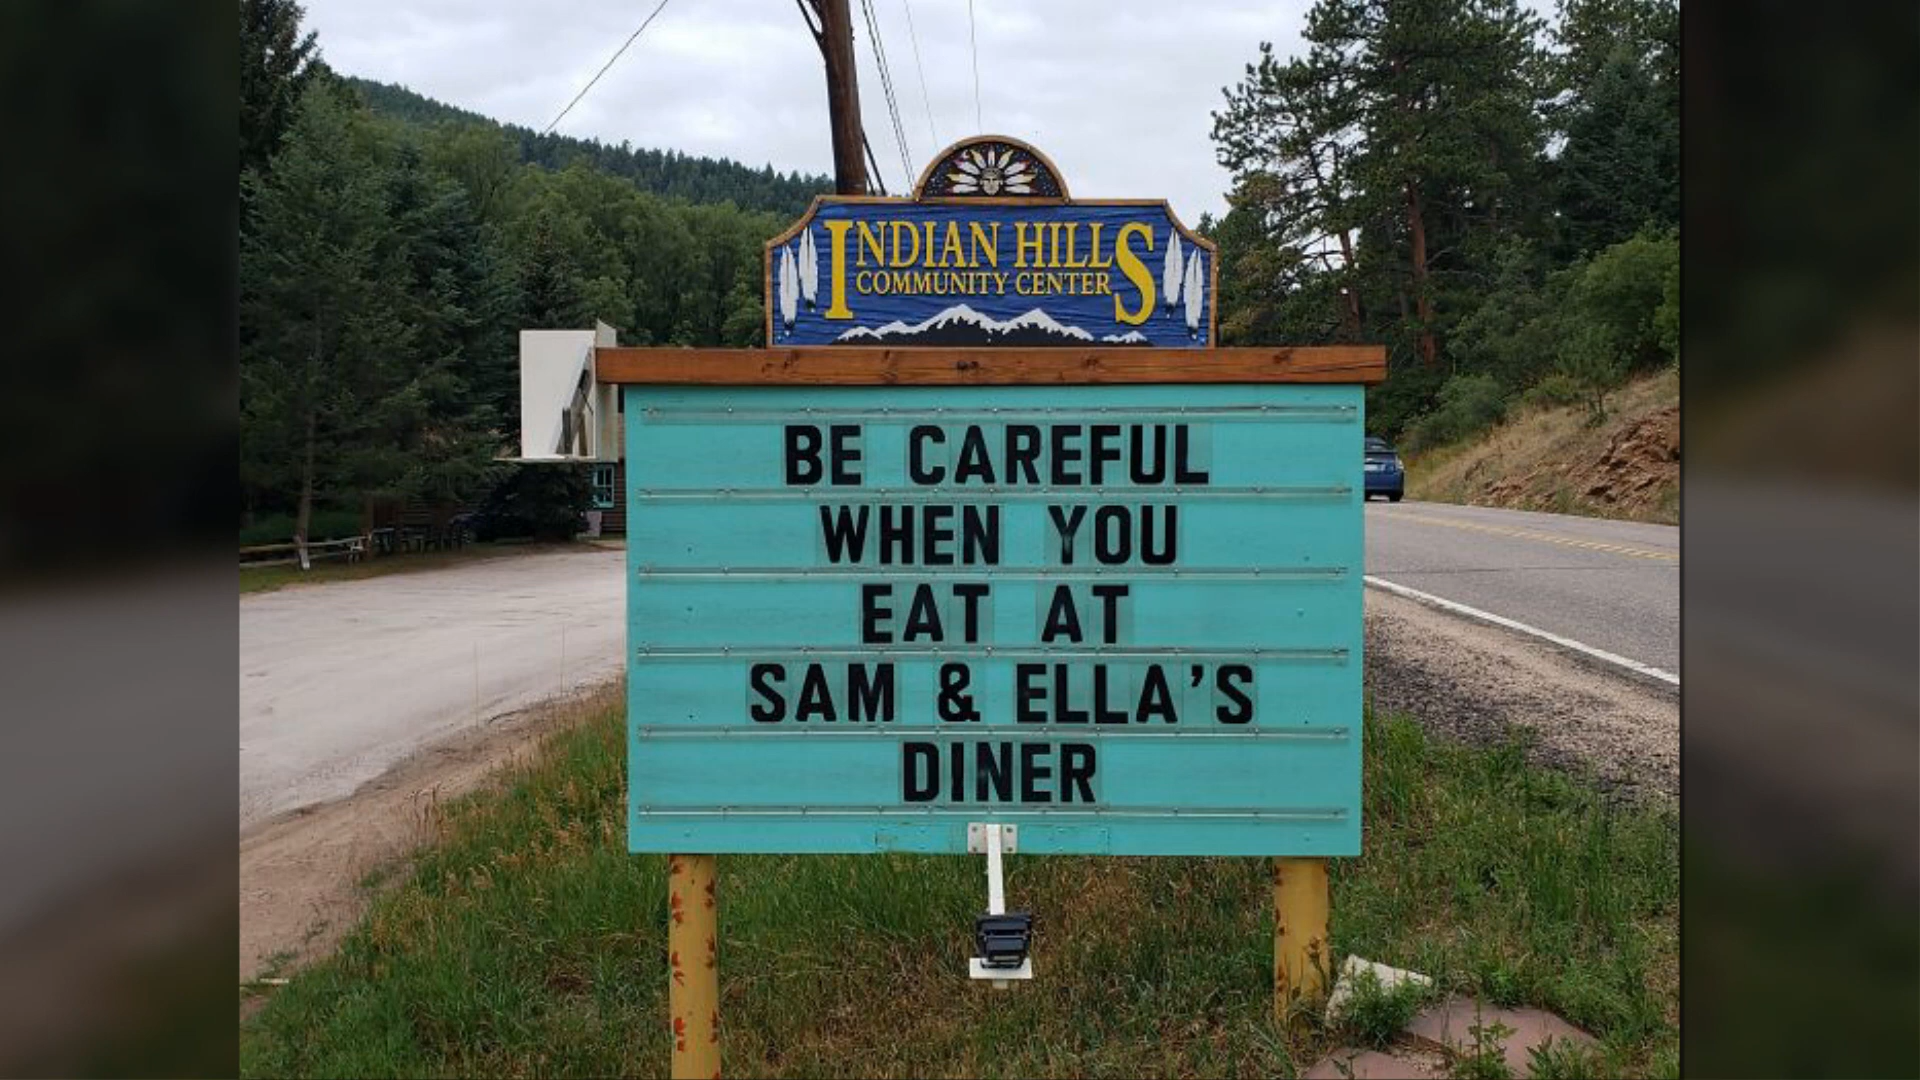 INDIAN HILLS
COMMUNITY CENTER
BE CAREFUL
WHEN YOU
EAT AT
SAM & ELLA'S
DINER